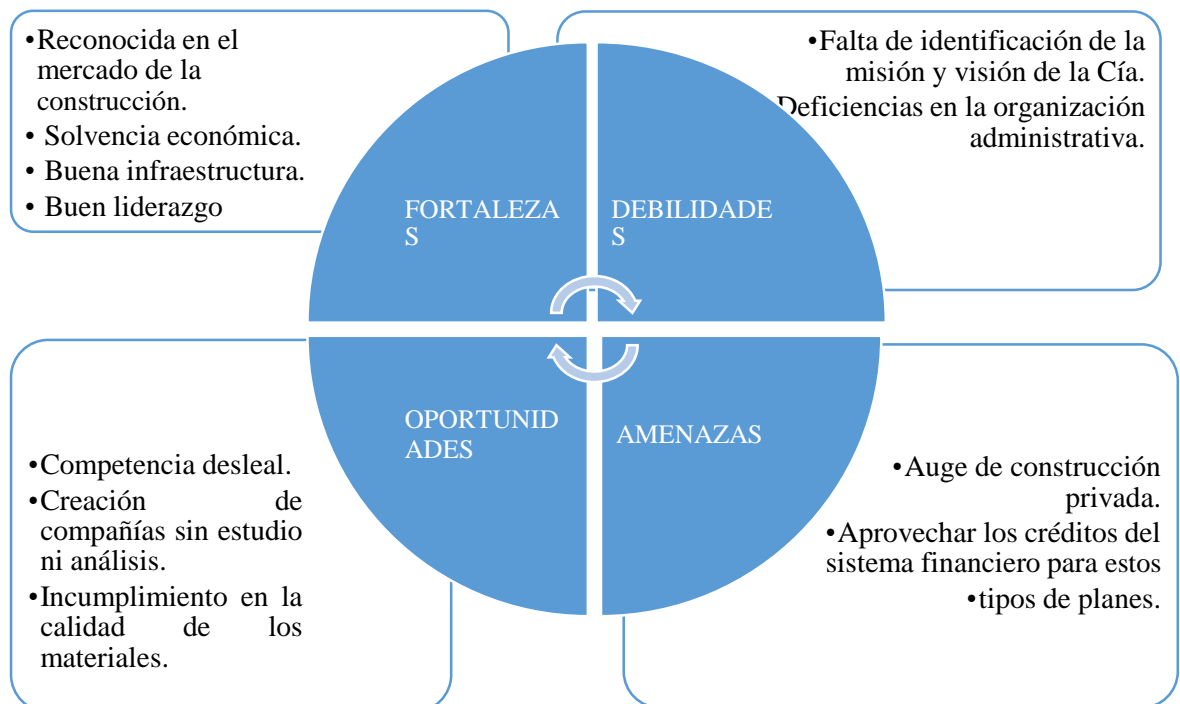 •Reconocida en el
mercado de la
construcción.
• Solvencia económica.
• Buena infraestructura.
• Buen liderazgo
•Falta de identificación de la
misión y visión de la Cía.
Deficiencias en la organización
administrativa.
FORTALEZA
S
DEBILIDADE
S
OPORTUNID
ADES
AMENAZAS
•Competencia desleal.
•Creación de
compañías sin estudio
ni análisis.
•Incumplimiento en la
calidad de los
materiales.
•Auge de construcción
privada.
•Aprovechar los créditos del
sistema financiero para estos
•tipos de planes.